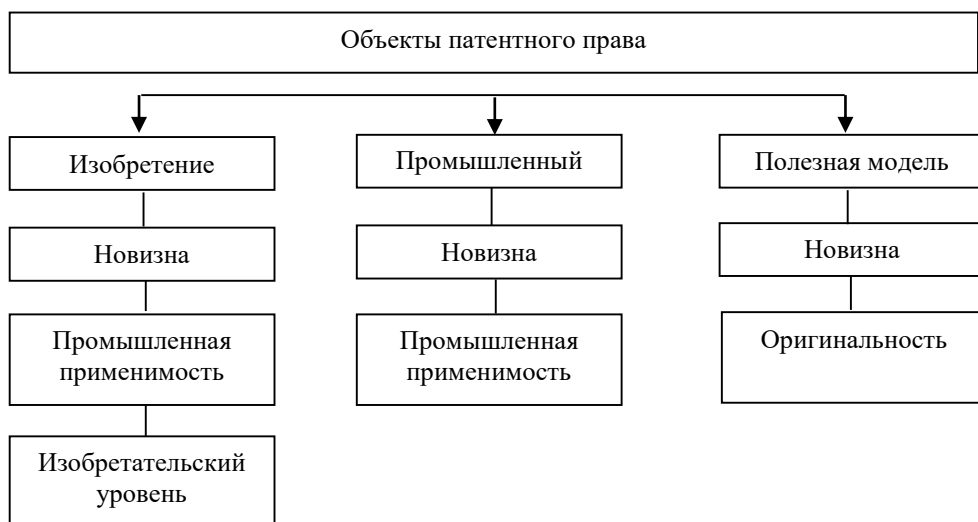 Объекты патентного права
Изобретение
Промышленный
Полезная модель
Новизна
Новизна
Новизна
Промышленная
применимость
Промышленная
применимость
Оригинальность
Изобретательский
уровень